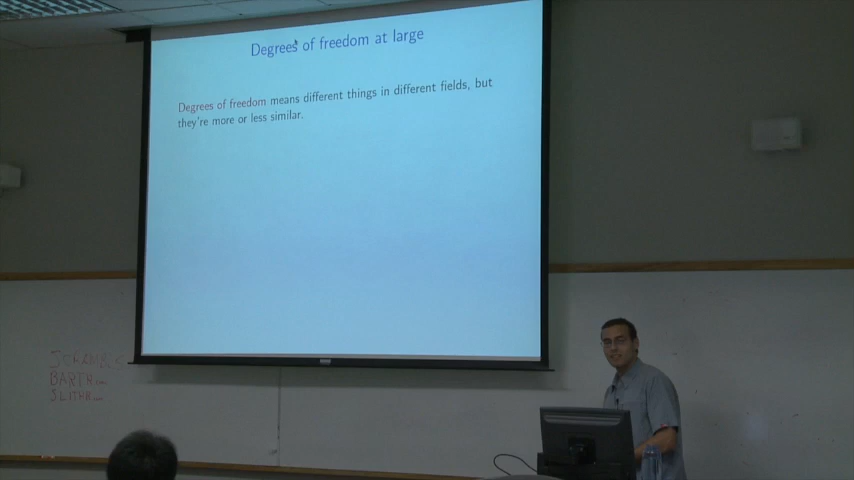 Degrees of freedom at large
Degrees of freedom means different things in different fields, but
they're more or less similar.
BARTH